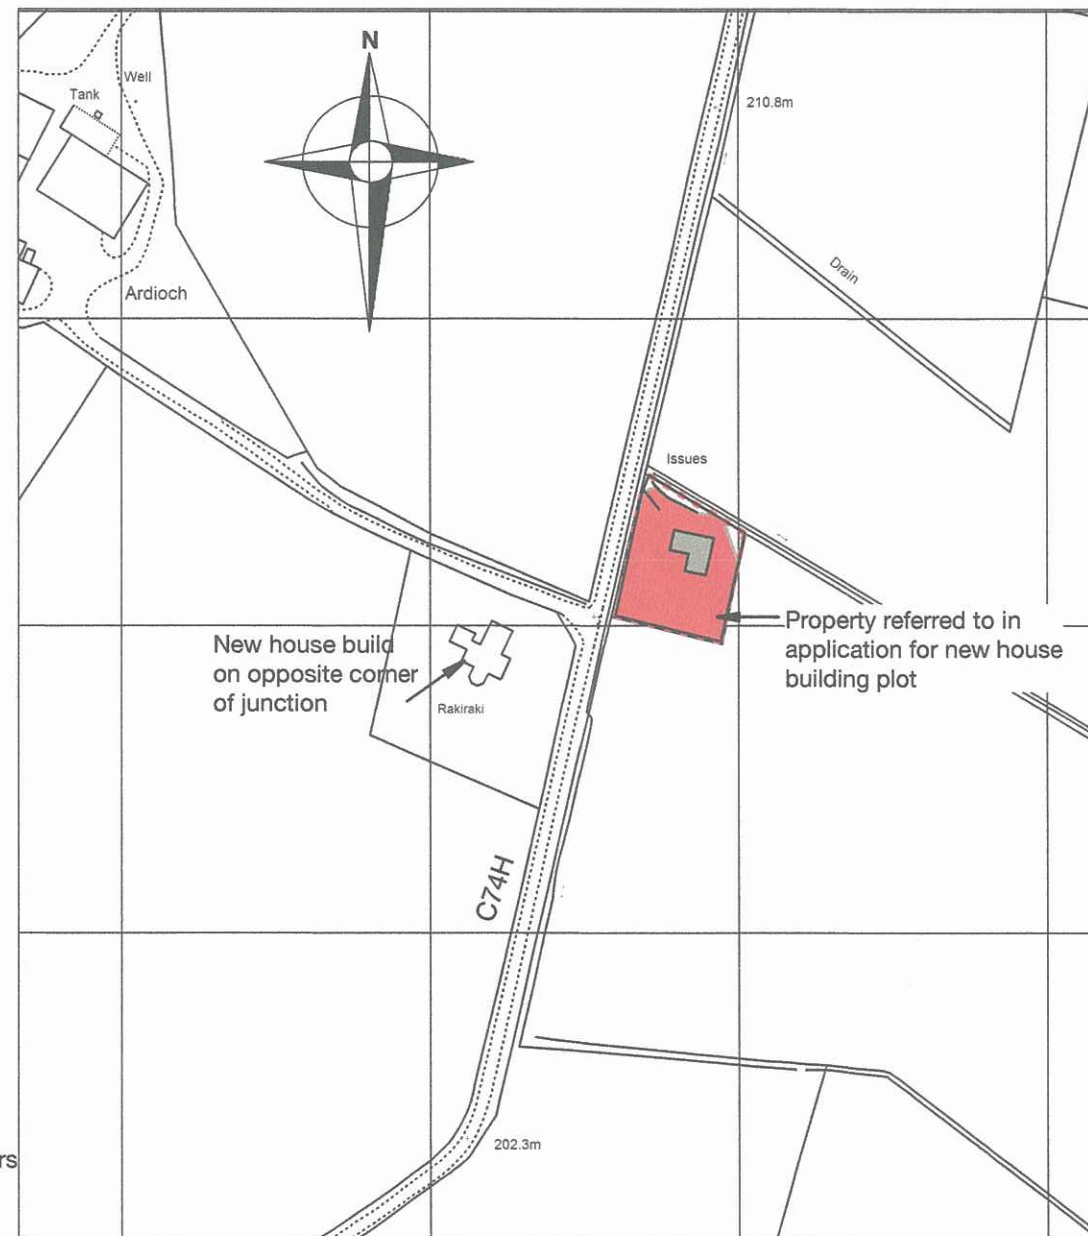 N
Well
Tank
210.8m
Drain
Ardioch
Issues
Property referred to in
application for new house
building plot
New house build
on opposite corner
of junction
Rakiraki
C74H
202.3m
rs